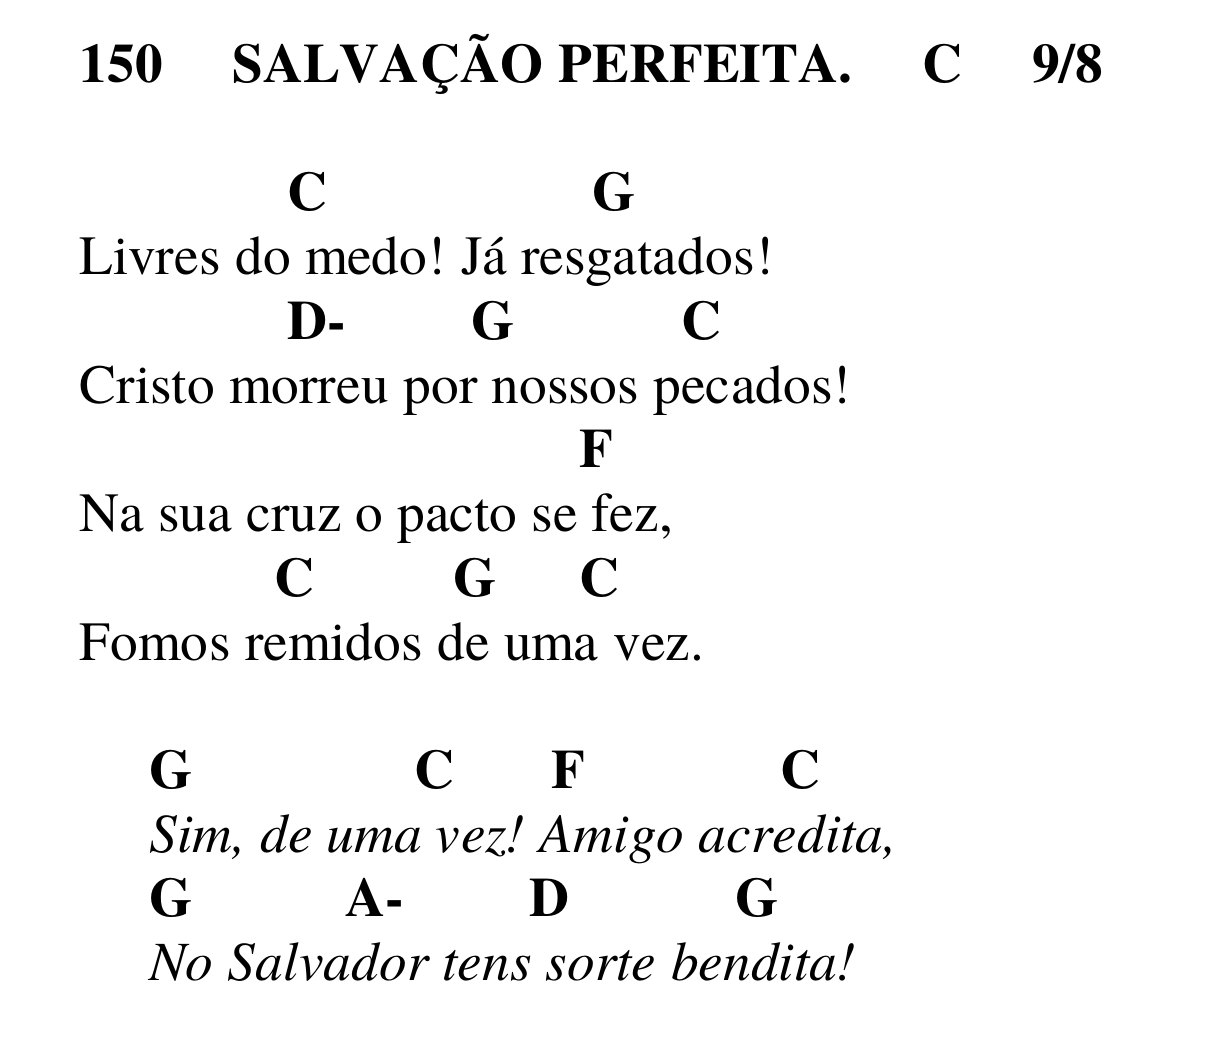 150 SALVAÇÃO PERFEITA. C 9/8
C G
Livres do medo! Já resgatados!
D- G C
Cristo morreu por nossos pecados!
F
Na sua cruz o pacto se fez,
C G C
Fomos remidos de uma vez.
G C F C
Sim, de uma vez! Amigo acredita,
G A- D G
No Salvador tens sorte bendita!